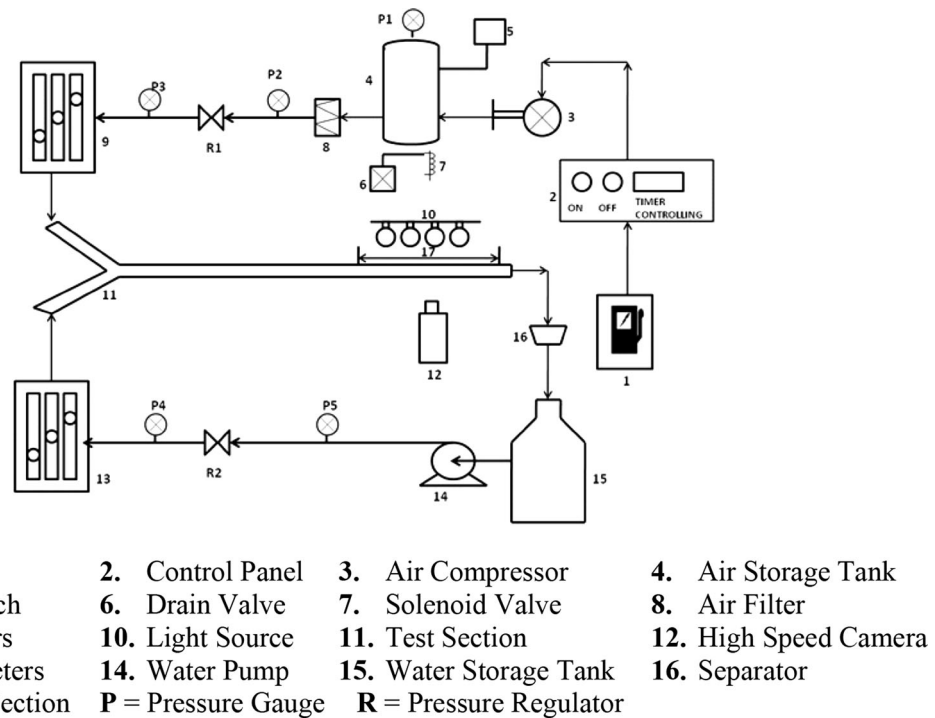 P1
5
4
P3
P2
3
9
R1
8
7
6
2
ON OFF TIMER CONTROLLING
10
17
11
16
12
1
P4
P5
13
R2
14
15
2. Control Panel 3. Air Compressor 4. Air Storage Tank
ch 6. Drain Valve 7. Solenoid Valve 8. Air Filter
rs 10. Light Source 11. Test Section 12. High Speed Camera
eters 14. Water Pump 15. Water Storage Tank 16. Separator
ection P = Pressure Gauge R = Pressure Regulator